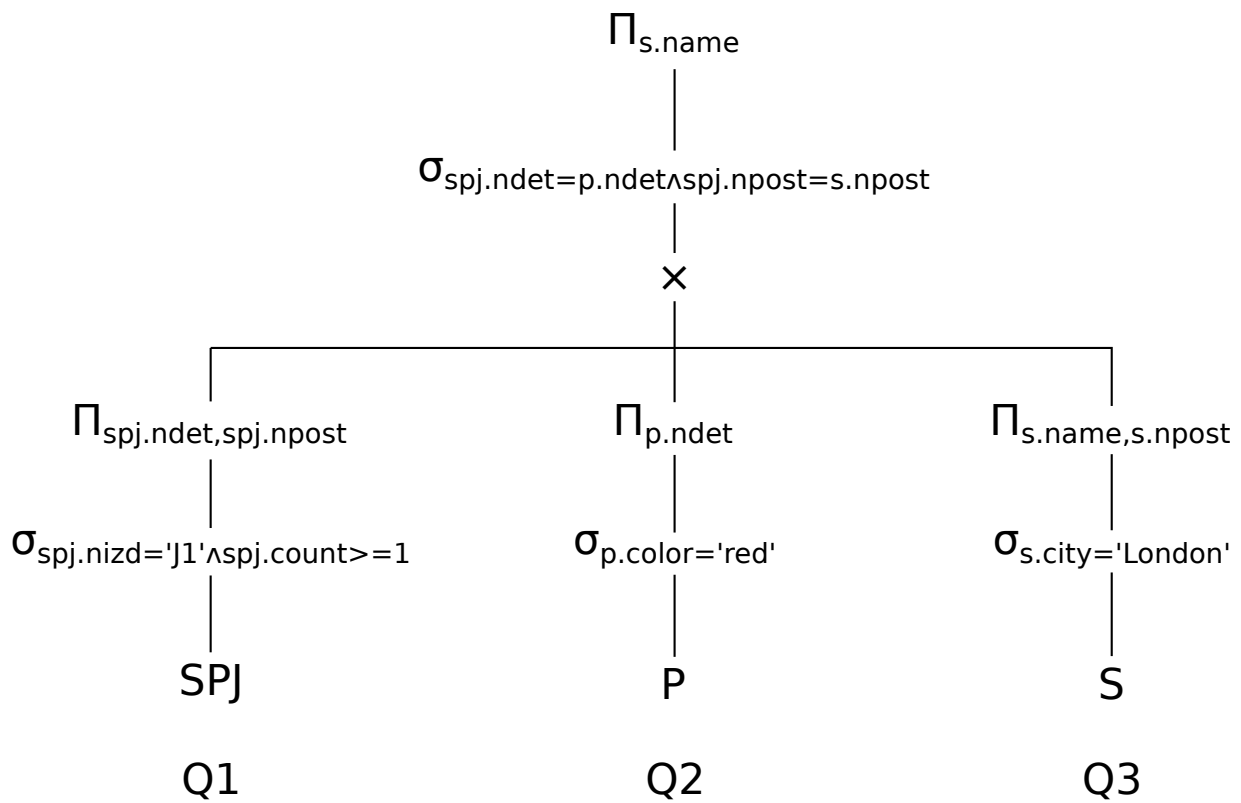 Πs.name
σspj.ndet=p.ndet∧spj.npost=s.npost
×
Πspj.ndet,spj.npost
Πp.ndet
Πs.name,s.npost
σspj.nizd='J1'∧spj.count>=1
σp.color='red'
σs.city='London'
SPJ
P
S
Q1
Q2
Q3